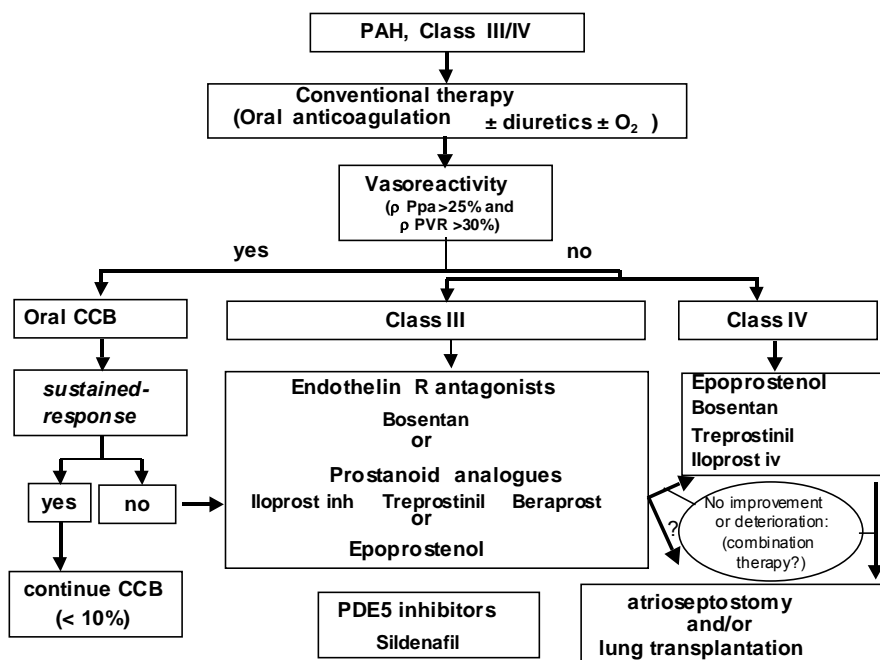 PAH, Class III/IV
Conventional therapy
(Oral anticoagulation ± diuretics ± O₂ )
Vasoreactivity
(ρ Ppa >25% and
ρ PVR >30%)
yes
no
Oral CCB
Class III
Class IV
sustained-
response
Endothelin R antagonists
Bosentan
or
Prostanoid analogues
Iloprost inh Treprostinil Beraprost
or
Epoprostenol
Epoprostenol
Bosentan
Treprostinil
Iloprost iv
yes
no
?
No improvement
or deterioration:
(combination
therapy?)
continue CCB
(< 10%)
PDE5 inhibitors
Sildenafil
atrioseptostomy
and/or
lung transplantation